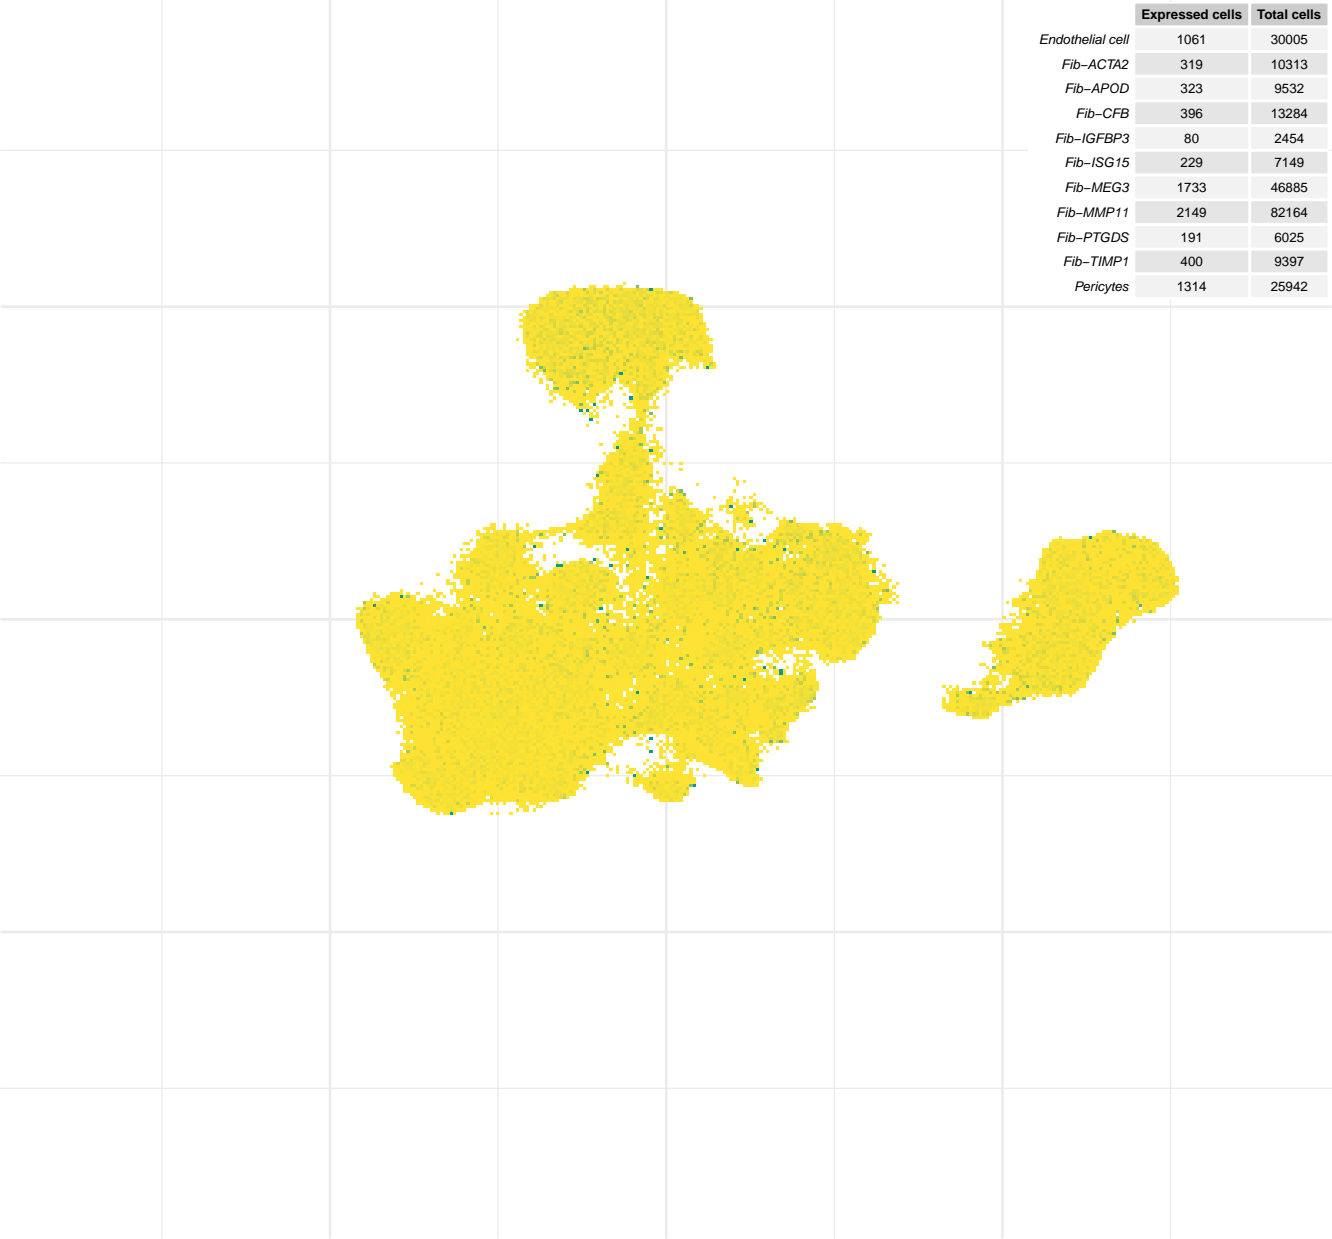 Expressed cells Total cells
Endothelial cell 1061 30005
Fib−ACTA2 319 10313
Fib−APOD 323 9532
Fib−CFB 396 13284
Fib−IGFBP3 80 2454
Fib−ISG15 229 7149
Fib−MEG3 1733 46885
Fib−MMP11 2149 82164
Fib−PTGDS 191 6025
Fib−TIMP1 400 9397
Pericytes 1314 25942